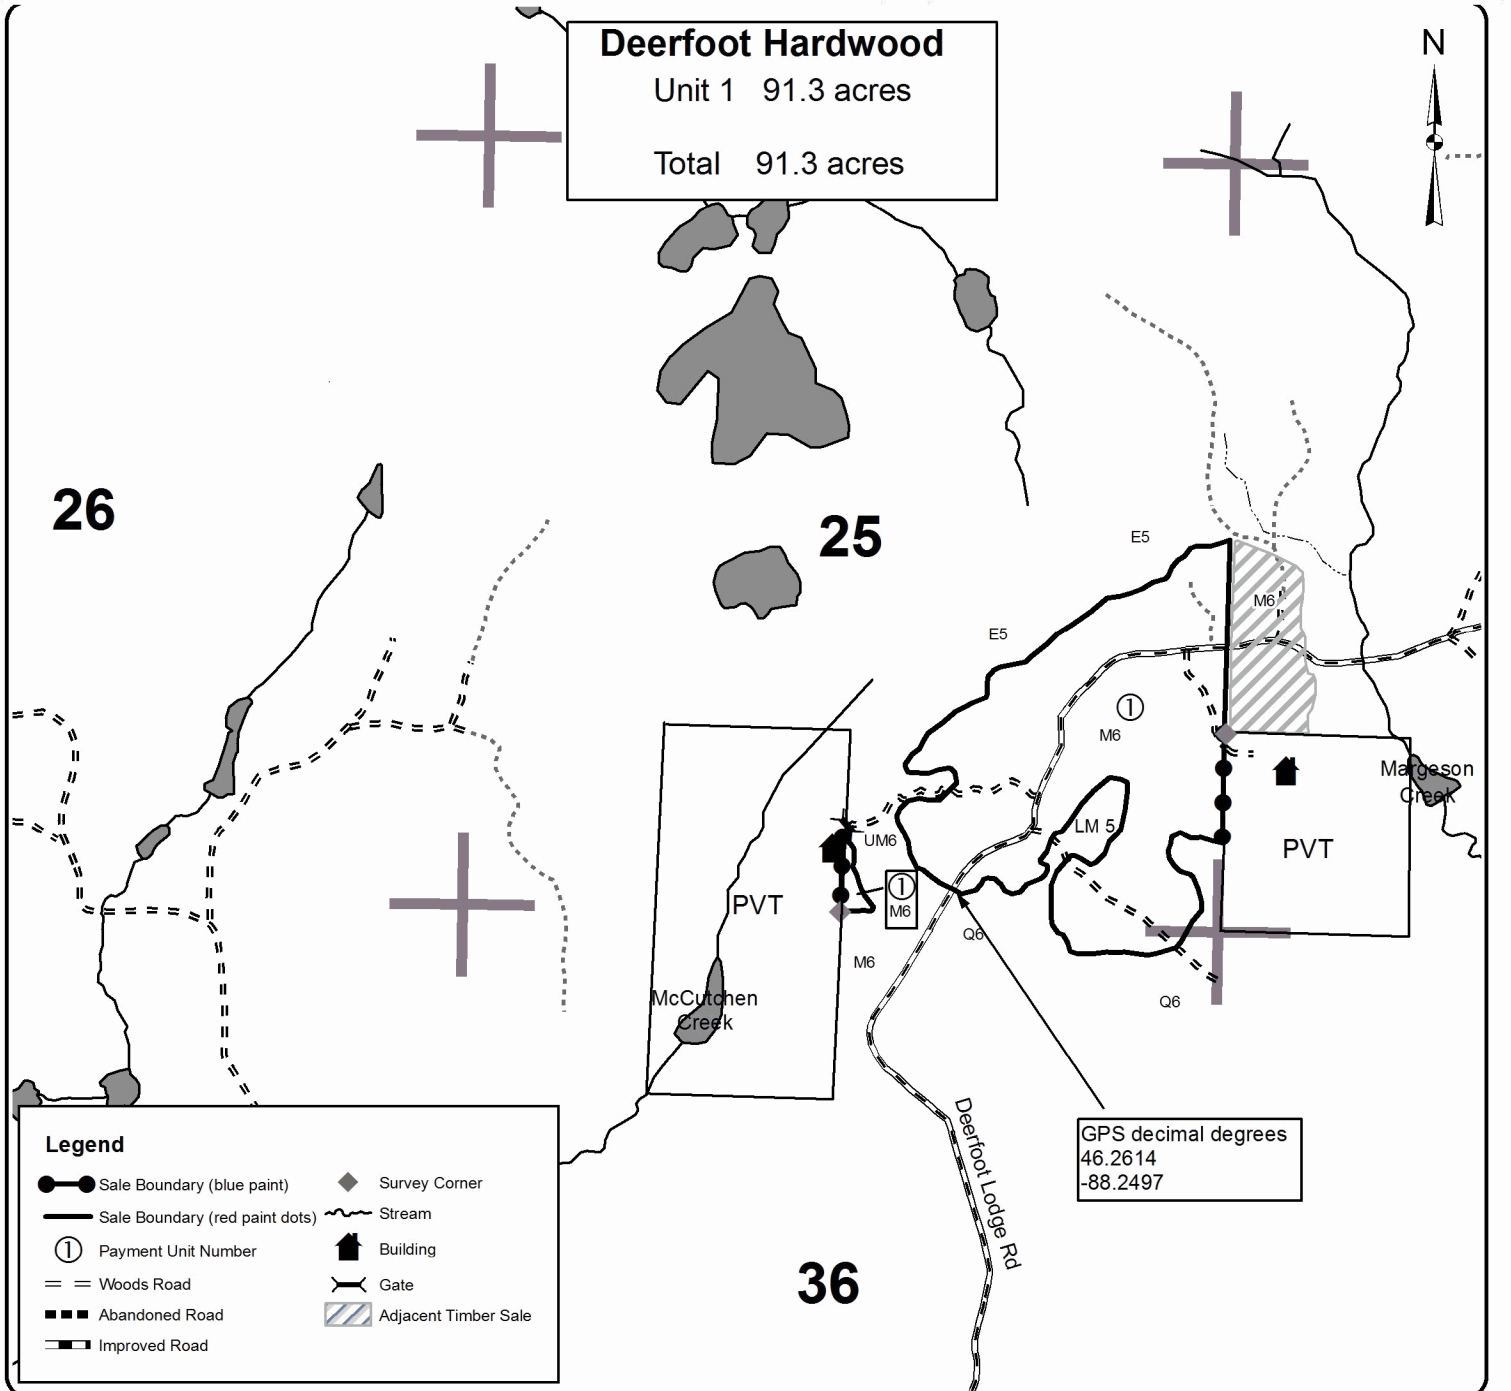 Deerfoot Hardwood
Unit 1 91.3 acres
Total 91.3 acres
N
26
25
E5
E5
M6
1
M6
Margeson
Creek
LM 5
UM6
PVT
1
M6
PVT
Q6
M6
McCutchen
Creek
Q6
Deerfoot Lodge Rd
GPS decimal degrees
46.2614
-88.2497
36
Legend
Sale Boundary (blue paint)
Sale Boundary (red paint dots)
1 Payment Unit Number
Woods Road
Abandoned Road
Improved Road
Survey Corner
Stream
Building
Gate
Adjacent Timber Sale